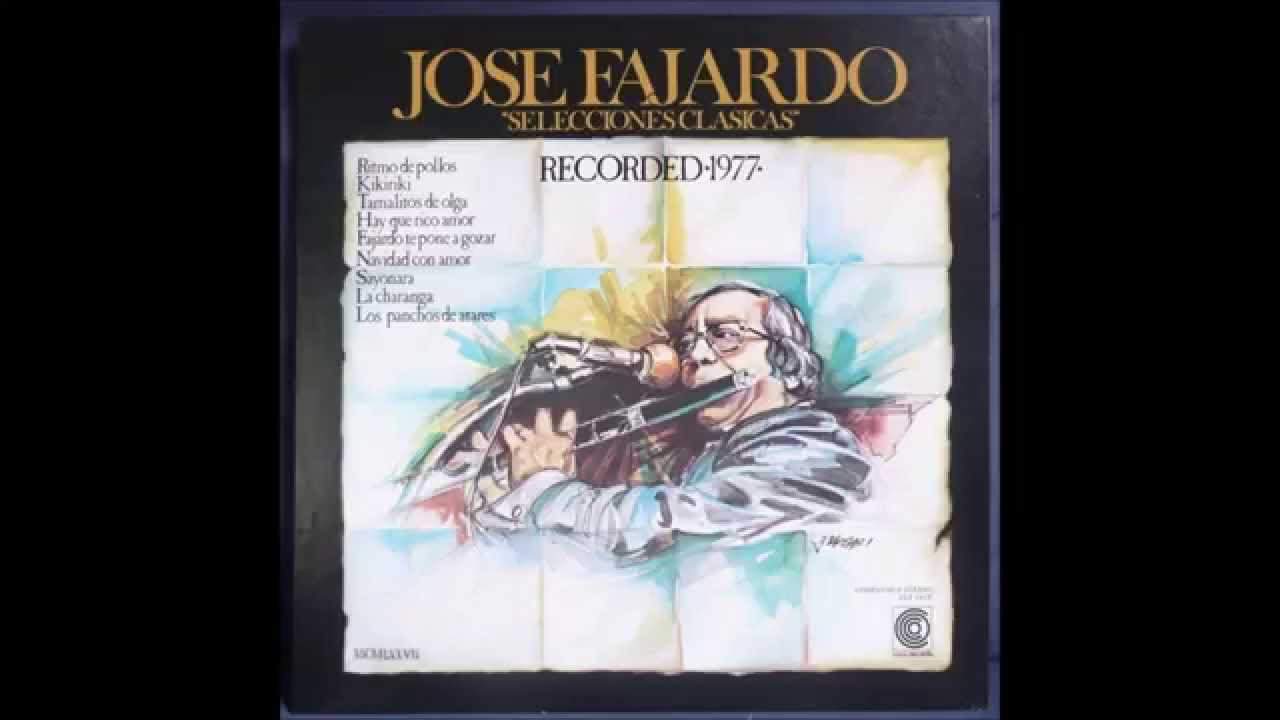 JOSE FAJARDO
"SELECCIONES CLASICAS"
RECORDED·1977·
Ritmo de pollos
Kikiriki
Tamalitos de olga
Hay que rico amor
Fajardo te pone a gozar
Navidad con amor
Sayonara
La charanga
Los panchos de atares
MCMLXXVII